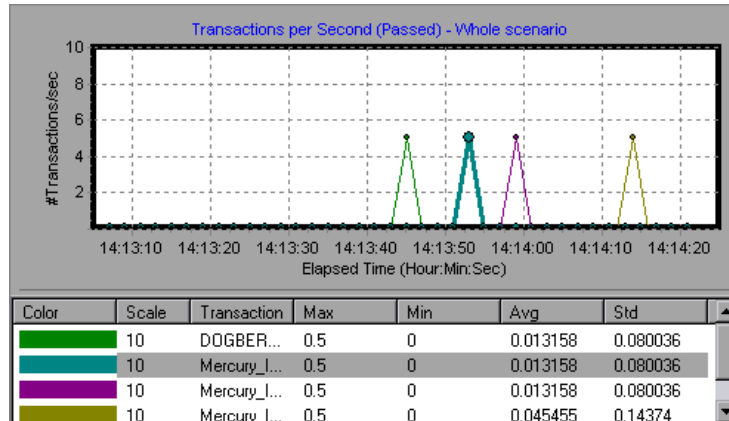 Transactions per Second (Passed) - Whole scenario
10
8
6
4
2
#Transactions/sec
14:13:10 14:13:20 14:13:30 14:13:40 14:13:50 14:14:00 14:14:10 14:14:20
Elapsed Time (Hour:Min:Sec)
Color Scale Transaction Max Min Avg Std
10 DOGBER... 0.5 0 0.013158 0.080036
10 Mercury_I... 0.5 0 0.013158 0.080036
10 Mercury_I... 0.5 0 0.013158 0.080036
10 Mercury_I... 0.5 0 0.045455 0.14374